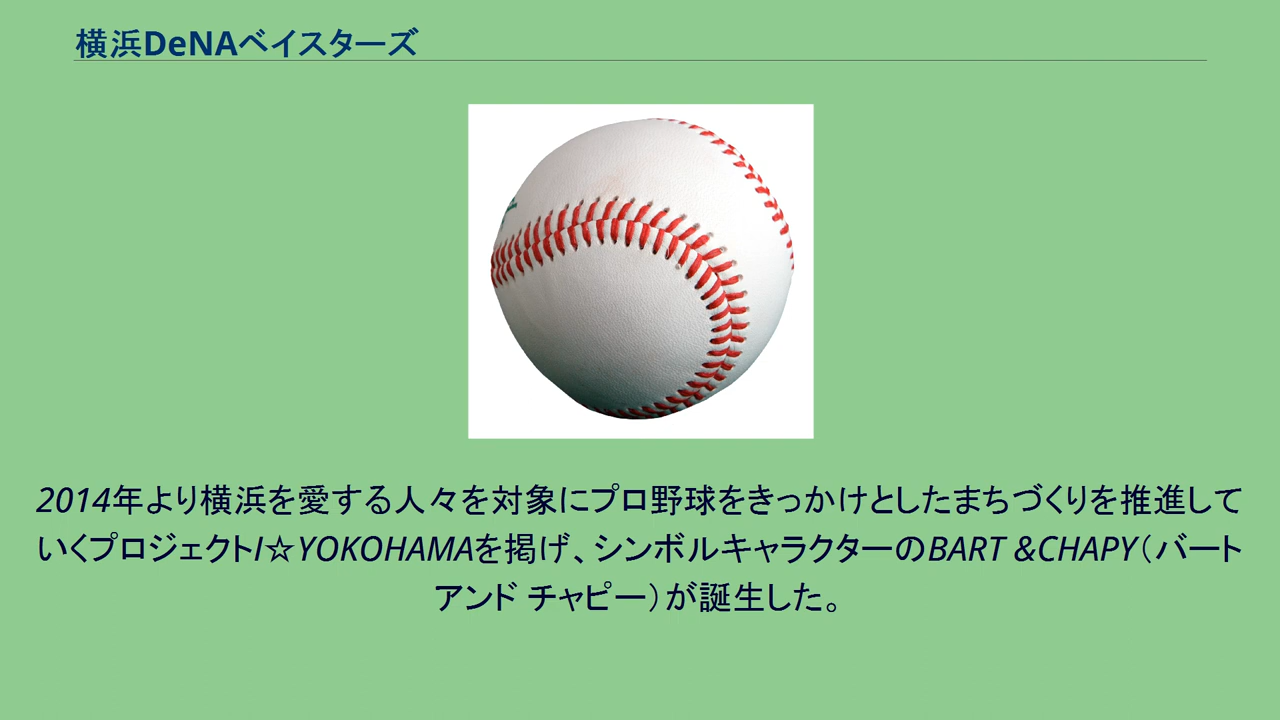 横浜DeNAベイスターズ
2014年より横浜を愛する人々を対象にプロ野球をきっかけとしたまちづくりを推進して
いくプロジェクトI☆YOKOHAMAを掲げ、シンボルキャラクターのBART &CHAPY（バート
アンド チャピー）が誕生した。